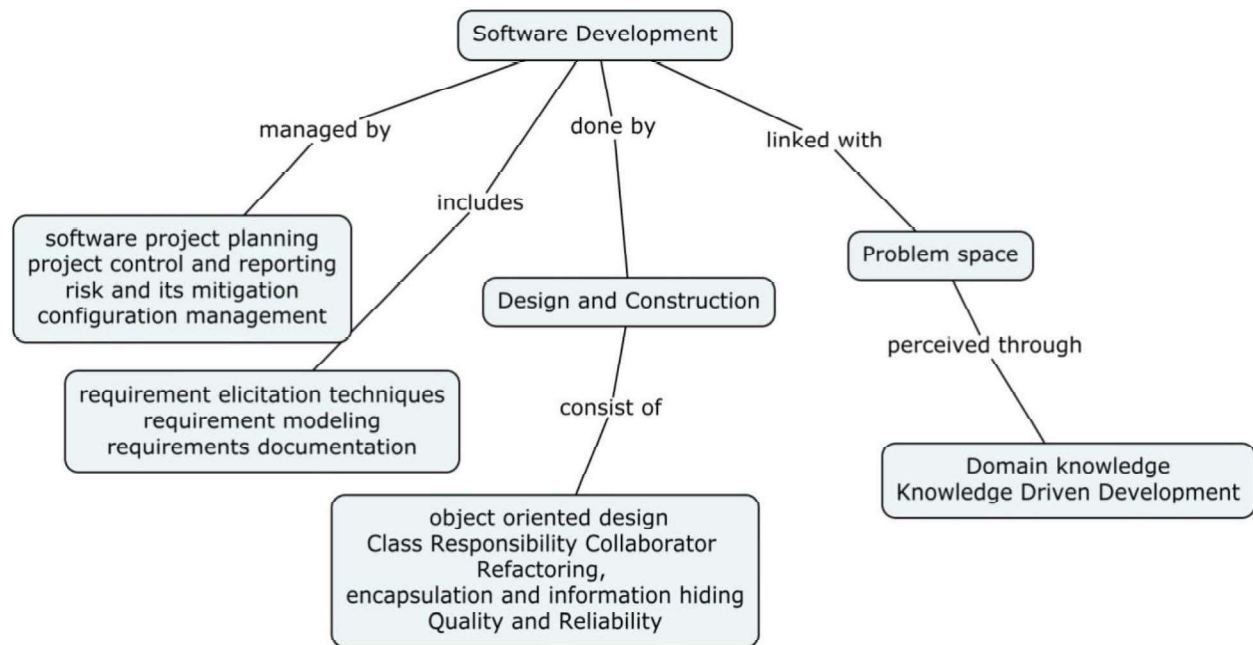 Software Development
managed by
done by
linked with
includes
software project planning
project control and reporting
risk and its mitigation
configuration management
Problem space
Design and Construction
perceived through
requirement elicitation techniques
requirement modeling
requirements documentation
consist of
Domain knowledge
Knowledge Driven Development
object oriented design
Class Responsibility Collaborator
Refactoring,
encapsulation and information hiding
Quality and Reliability